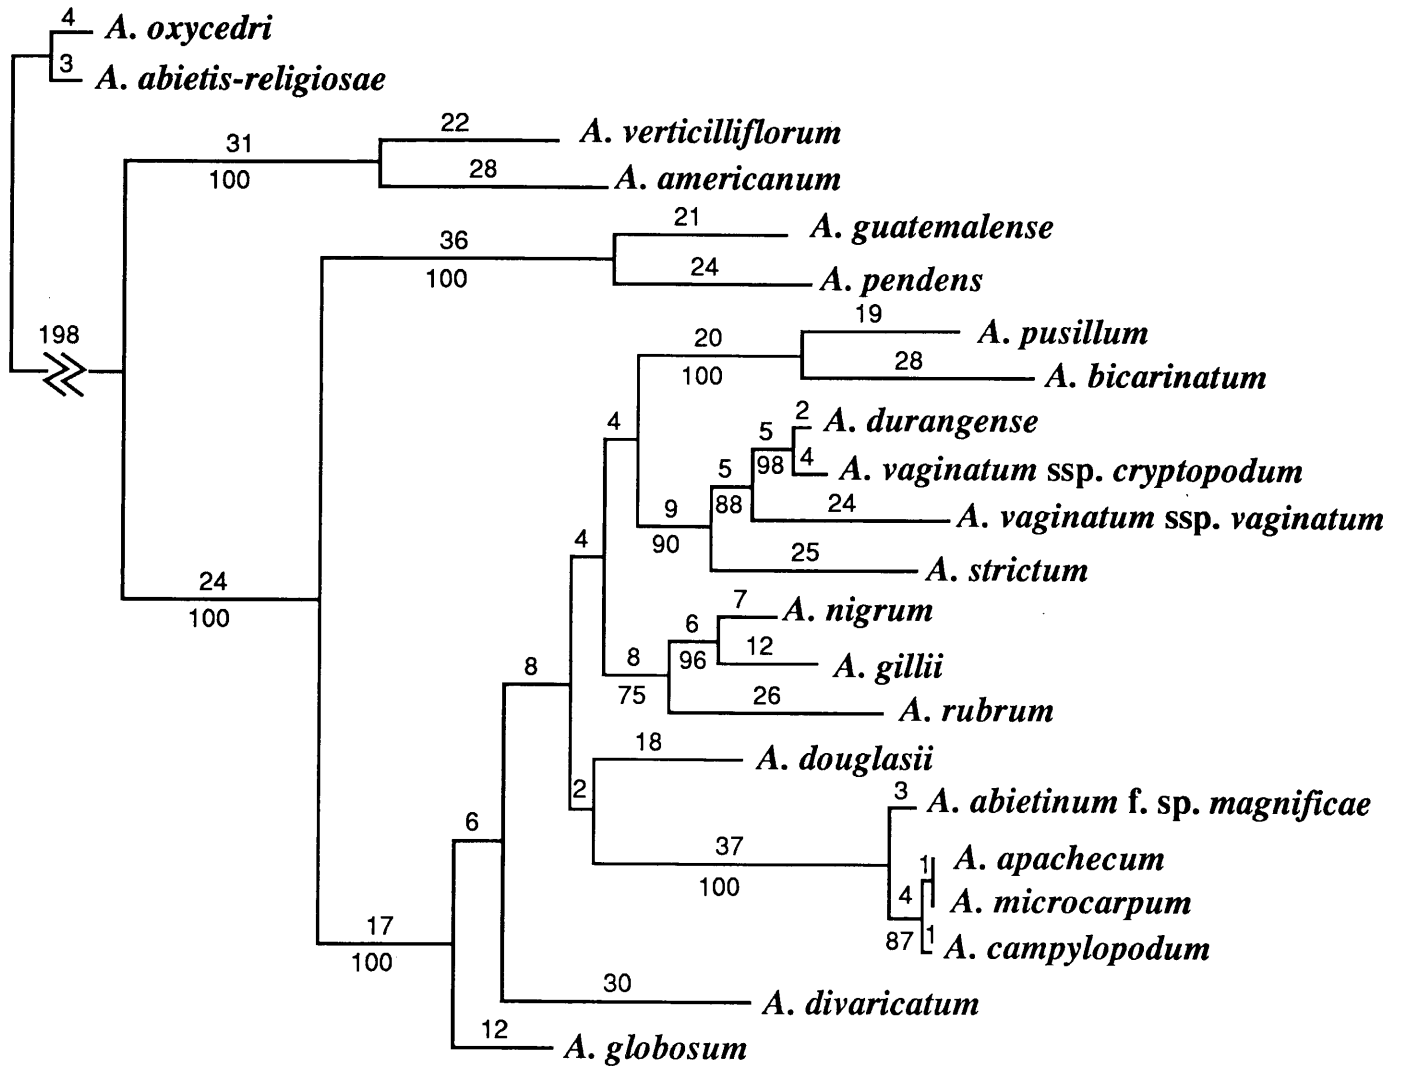 4 A. oxycedri
3 A. abietis-religiosae
22 A. verticilliflorum
31
100
28 A. americanum
21 A. guatemalense
36
100
24 A. pendens
19 A. pusillum
198
20
100
28 A. bicarinatum
2 A. durangense
4
5
98
4 A. vaginatum ssp. cryptopodum
5
88
24 A. vaginatum ssp. vaginatum
9
90
4
25 A. strictum
24
100
7 A. nigrum
6
96
12 A. gillii
8
75
8
26 A. rubrum
18 A. douglasii
2
3 A. abietinum f. sp. magnificae
6
37
100
1 A. apachecum
4
A. microcarpum
87
1 A. campylopodum
17
100
30 A. divaricatum
12 A. globosum